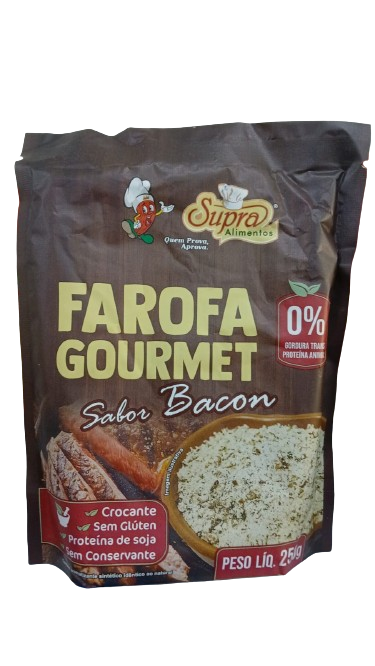 Supra
Alimentos
Quem Prova,
Aprova.
FAROFA
GOURMET
Sabor Bacon
0%
GORDURA TRANS
PROTEÍNA ANIMAL
Crocante
Sem Glúten
Proteína de soja
Sem Conservante
PESO LÍQ.